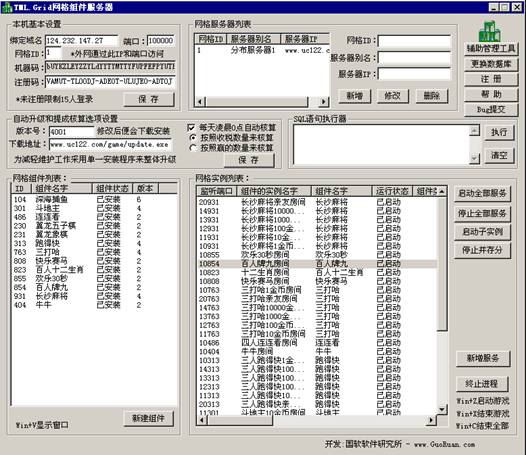 TWL.Grid网格组件服务器
本机基本设置
绑定域名 124.232.147.27 端口: 100000
网格ID: 1 *外网通过此IP和端口访问
机器码:
注册码:
*未注册限制15人登录 保 存
网格服务器列表
网格ID 服务器别名 服务器IP
1 分布服务器1 www.uc122.c
网格ID:
服务器别名:
服务器IP:
新增 修改 删除
辅助管理工具
更换数据库
注 册
帮 助
Bug提交
自动升级和提成核算选项设置
版本号: 4001 修改后便会下载安装
下载地址: www.uc122.com/game/update.exe
为减轻维护工作采用单一安装程序来整体升级
每天凌晨0点自动核算
按照收税数量来核算
按照赢的数量来核算
保 存
SQL语句执行器
执行
清空
网格组件列表:
ID 组件名字 组件状态 版本
104 深海捕鱼 已安装 6
301 斗地主 已安装 4
486 连连看 已安装 2
230 翼龙五子棋 已安装 2
231 翼龙象棋 已安装 2
313 跑得快 已安装 4
763 三打哈 已安装 4
808 快乐赛马 已安装 2
823 百人十二生肖 已安装 2
855 欢乐30秒 已安装 2
854 百人牌九 已安装 2
931 长沙麻将 已安装 4
404 牛牛 已安装 2
Win+V显示窗口 新建组件
网格实例列表:
监听端口 组件的实例名字 组件名字 运行状态 组件
20931 长沙麻将亲友房间 长沙麻将 已启动
14931 长沙麻将10000... 长沙麻将 已启动
13931 长沙麻将1000... 长沙麻将 已启动
12931 长沙麻将100金... 长沙麻将 已启动
11931 长沙麻将10金... 长沙麻将 已启动
10931 长沙麻将1金币... 长沙麻将 已启动
10855 欢乐30秒房间 欢乐30秒 已启动
10854 百人牌九房间 百人牌九 已启动
10823 十二生肖房间 百人十二生肖 已启动
10808 快乐赛马房间 快乐赛马 已启动
10763 三打哈1金币房间 三打哈 已启动
20763 三打哈亲友房间 三打哈 已启动
14763 三打哈10000金... 三打哈 已启动
13763 三打哈1000金... 三打哈 已启动
12763 三打哈100金币... 三打哈 已启动
11763 三打哈10金币... 三打哈 已启动
10486 四人连连看房间 连连看 已启动
10404 牛牛房间 牛牛 已启动
10313 三人跑得快1金... 跑得快 已启动
14313 三人跑得快100... 跑得快 已启动
13313 三人跑得快100... 跑得快 已启动
12313 三人跑得快100... 跑得快 已启动
11313 三人跑得快10... 跑得快 已启动
20313 三人跑得快亲... 跑得快 已启动
11301 斗地主10金币房间 斗地主 已启动
启动全部服务
停止全部服务
启动子实例
停止并存分
新增服务
终止进程
Win+Z启动游戏
Win+X结束游戏
Win+C结束全部
开发:国软软件研究所 - www.GuoRuan.com